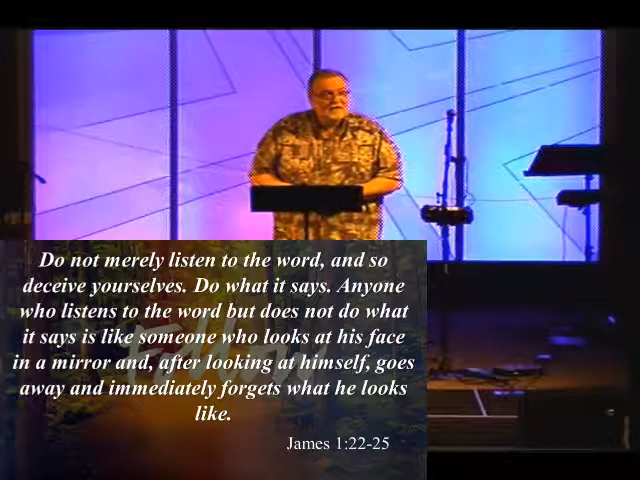 Do not merely listen to the word, and so
deceive yourselves. Do what it says. Anyone
who listens to the word but does not do what
it says is like someone who looks at his face
in a mirror and, after looking at himself, goes
away and immediately forgets what he looks
like.
James 1:22-25